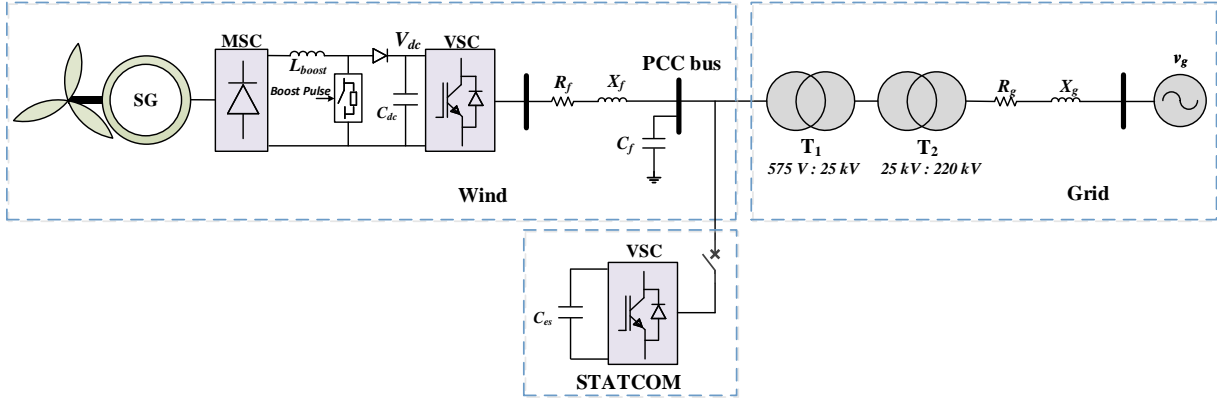 SG
MSC
L_boost
Boost Pulse
V_dc
C_dc
VSC
R_f
X_f
PCC bus
C_f
Wind
T_1
575 V : 25 kV
T_2
25 kV : 220 kV
R_g
X_g
v_g
Grid
VSC
C_es
STATCOM